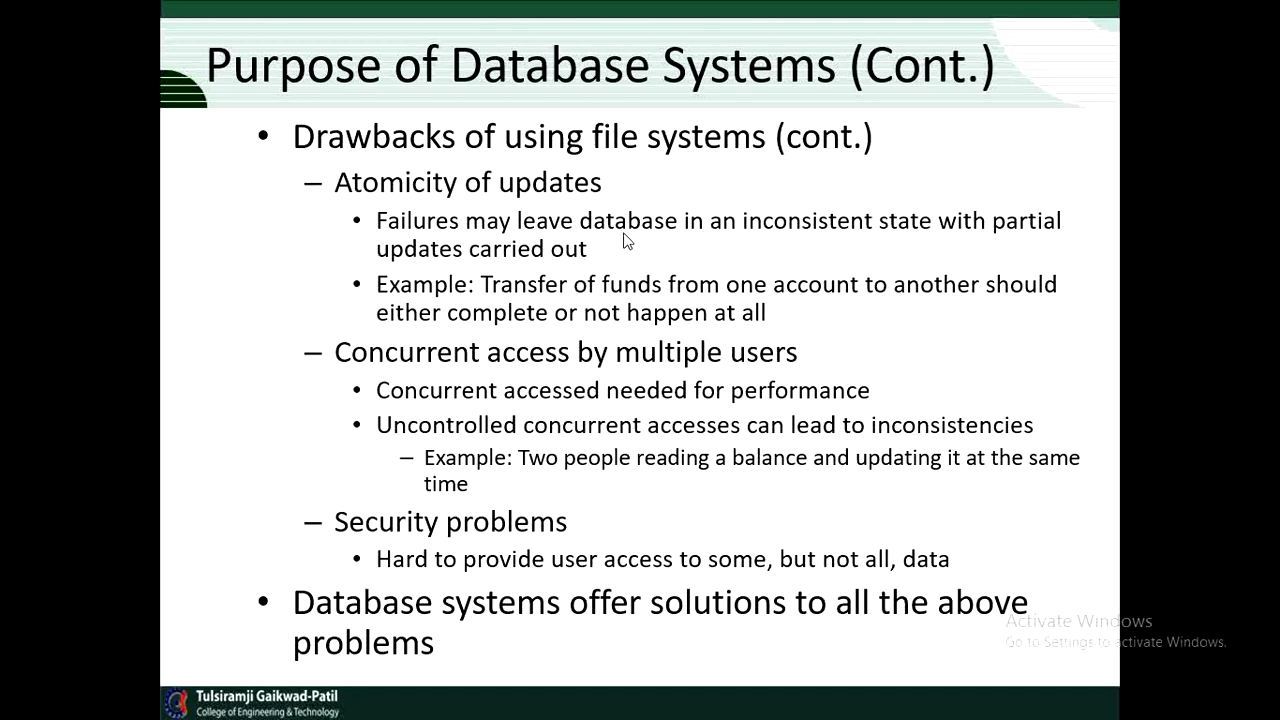 Purpose of Database Systems (Cont.)
• Drawbacks of using file systems (cont.)
– Atomicity of updates
• Failures may leave database in an inconsistent state with partial
updates carried out
• Example: Transfer of funds from one account to another should
either complete or not happen at all
– Concurrent access by multiple users
• Concurrent accessed needed for performance
• Uncontrolled concurrent accesses can lead to inconsistencies
– Example: Two people reading a balance and updating it at the same
time
– Security problems
• Hard to provide user access to some, but not all, data
• Database systems offer solutions to all the above
problems
Activate Windows
Go to Settings to activate Windows.
Tulsiramji Gaikwad-Patil
College of Engineering & Technology